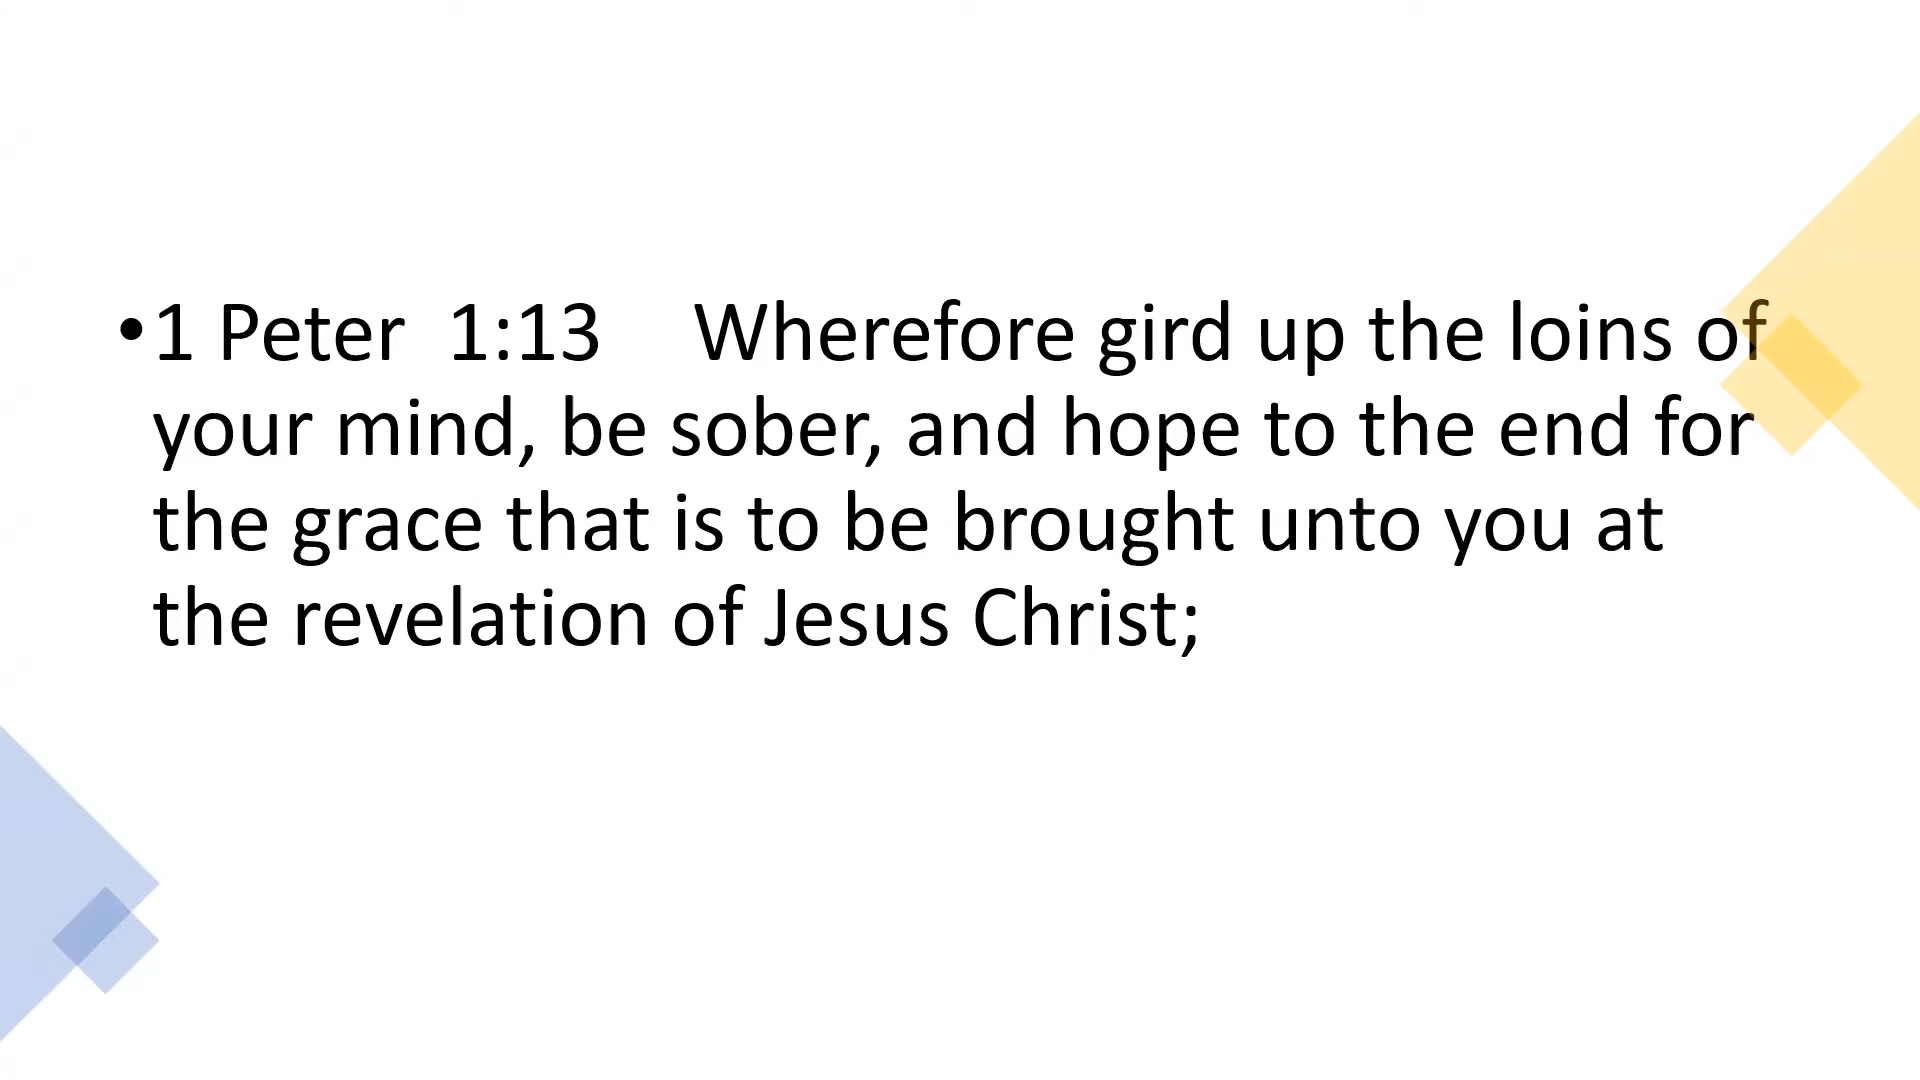 •1 Peter  1:13    Wherefore gird up the loins of
your mind, be sober, and hope to the end for
the grace that is to be brought unto you at
the revelation of Jesus Christ;